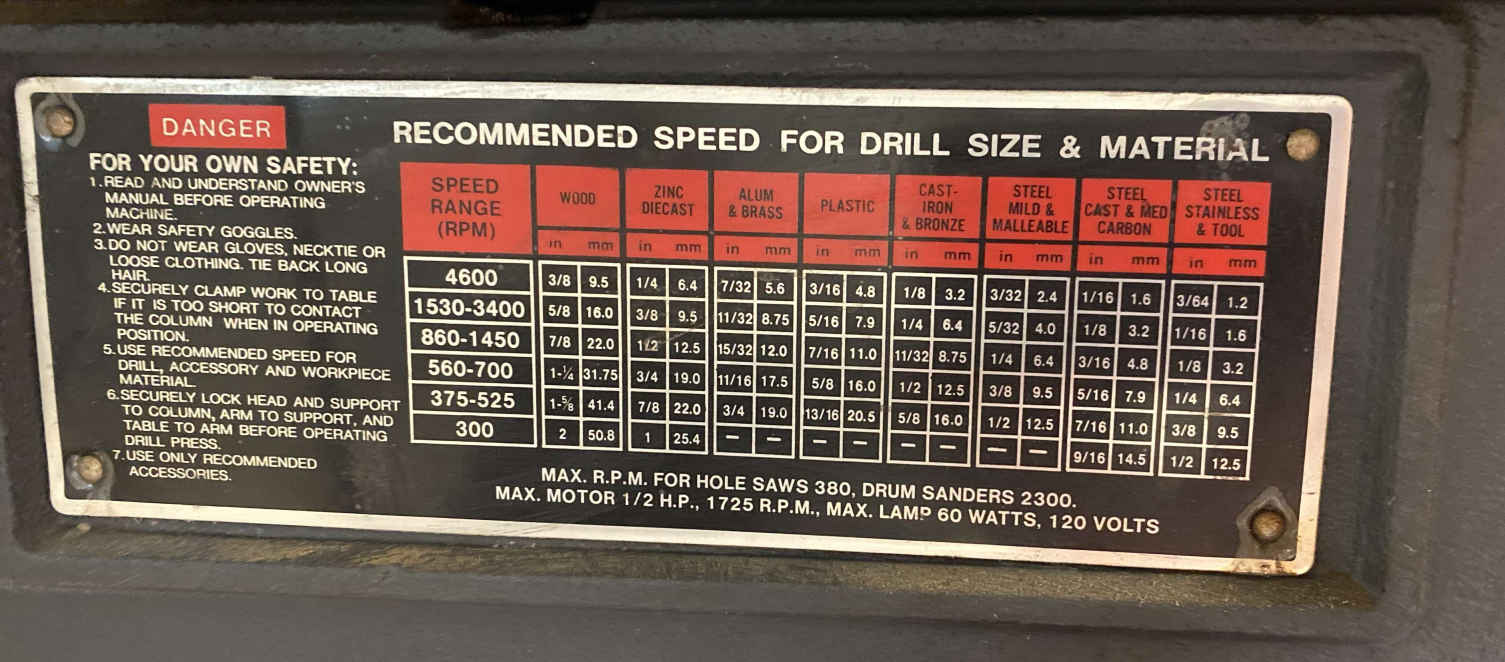 DANGER
FOR YOUR OWN SAFETY:
1. READ AND UNDERSTAND OWNER'S
MANUAL BEFORE OPERATING
MACHINE.
2. WEAR SAFETY GOGGLES.
3. DO NOT WEAR GLOVES, NECKTIE OR
LOOSE CLOTHING. TIE BACK LONG
HAIR.
4. SECURELY CLAMP WORK TO TABLE
IF IT IS TOO SHORT TO CONTACT
THE COLUMN WHEN IN OPERATING
POSITION.
5. USE RECOMMENDED SPEED FOR
DRILL, ACCESSORY AND WORKPIECE
MATERIAL.
6. SECURELY LOCK HEAD AND SUPPORT
TO COLUMN, ARM TO SUPPORT, AND
TABLE TO ARM BEFORE OPERATING
DRILL PRESS.
7. USE ONLY RECOMMENDED
ACCESSORIES.
RECOMMENDED SPEED FOR DRILL SIZE & MATERIAL
SPEED
RANGE
(RPM)
WOOD
ZINC
DIECAST
ALUM
& BRASS
PLASTIC
CAST-
IRON
& BRONZE
STEEL
MILD &
MALLEABLE
STEEL
CAST & MED
CARBON
STEEL
STAINLESS
& TOOL
in mm in mm in mm in mm in mm in mm in mm in mm
4600 3/8 9.5 1/4 6.4 7/32 5.6 3/16 4.8 1/8 3.2 3/32 2.4 1/16 1.6 3/64 1.2
1530-3400 5/8 16.0 3/8 9.5 11/32 8.75 5/16 7.9 1/4 6.4 5/32 4.0 1/8 3.2 1/16 1.6
860-1450 7/8 22.0 1/2 12.5 15/32 12.0 7/16 11.0 11/32 8.75 1/4 6.4 3/16 4.8 1/8 3.2
560-700 1-1/4 31.75 3/4 19.0 11/16 17.5 5/8 16.0 1/2 12.5 3/8 9.5 5/16 7.9 1/4 6.4
375-525 1-5/8 41.4 7/8 22.0 3/4 19.0 13/16 20.5 5/8 16.0 1/2 12.5 7/16 11.0 3/8 9.5
300 2 50.8 1 25.4 — — — — — — — — 9/16 14.5 1/2 12.5
MAX. R.P.M. FOR HOLE SAWS 380, DRUM SANDERS 2300.
MAX. MOTOR 1/2 H.P., 1725 R.P.M., MAX. LAMP 60 WATTS, 120 VOLTS